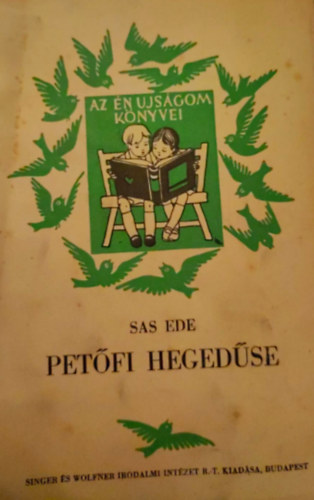 AZ ÉN UJSÁGOM
KÖNYVEI
SAS EDE
PETŐFI HEGEDŰSE
SINGER ÉS WOLFNER IRODALMI INTÉZET R.-T. KIADÁSA, BUDAPEST